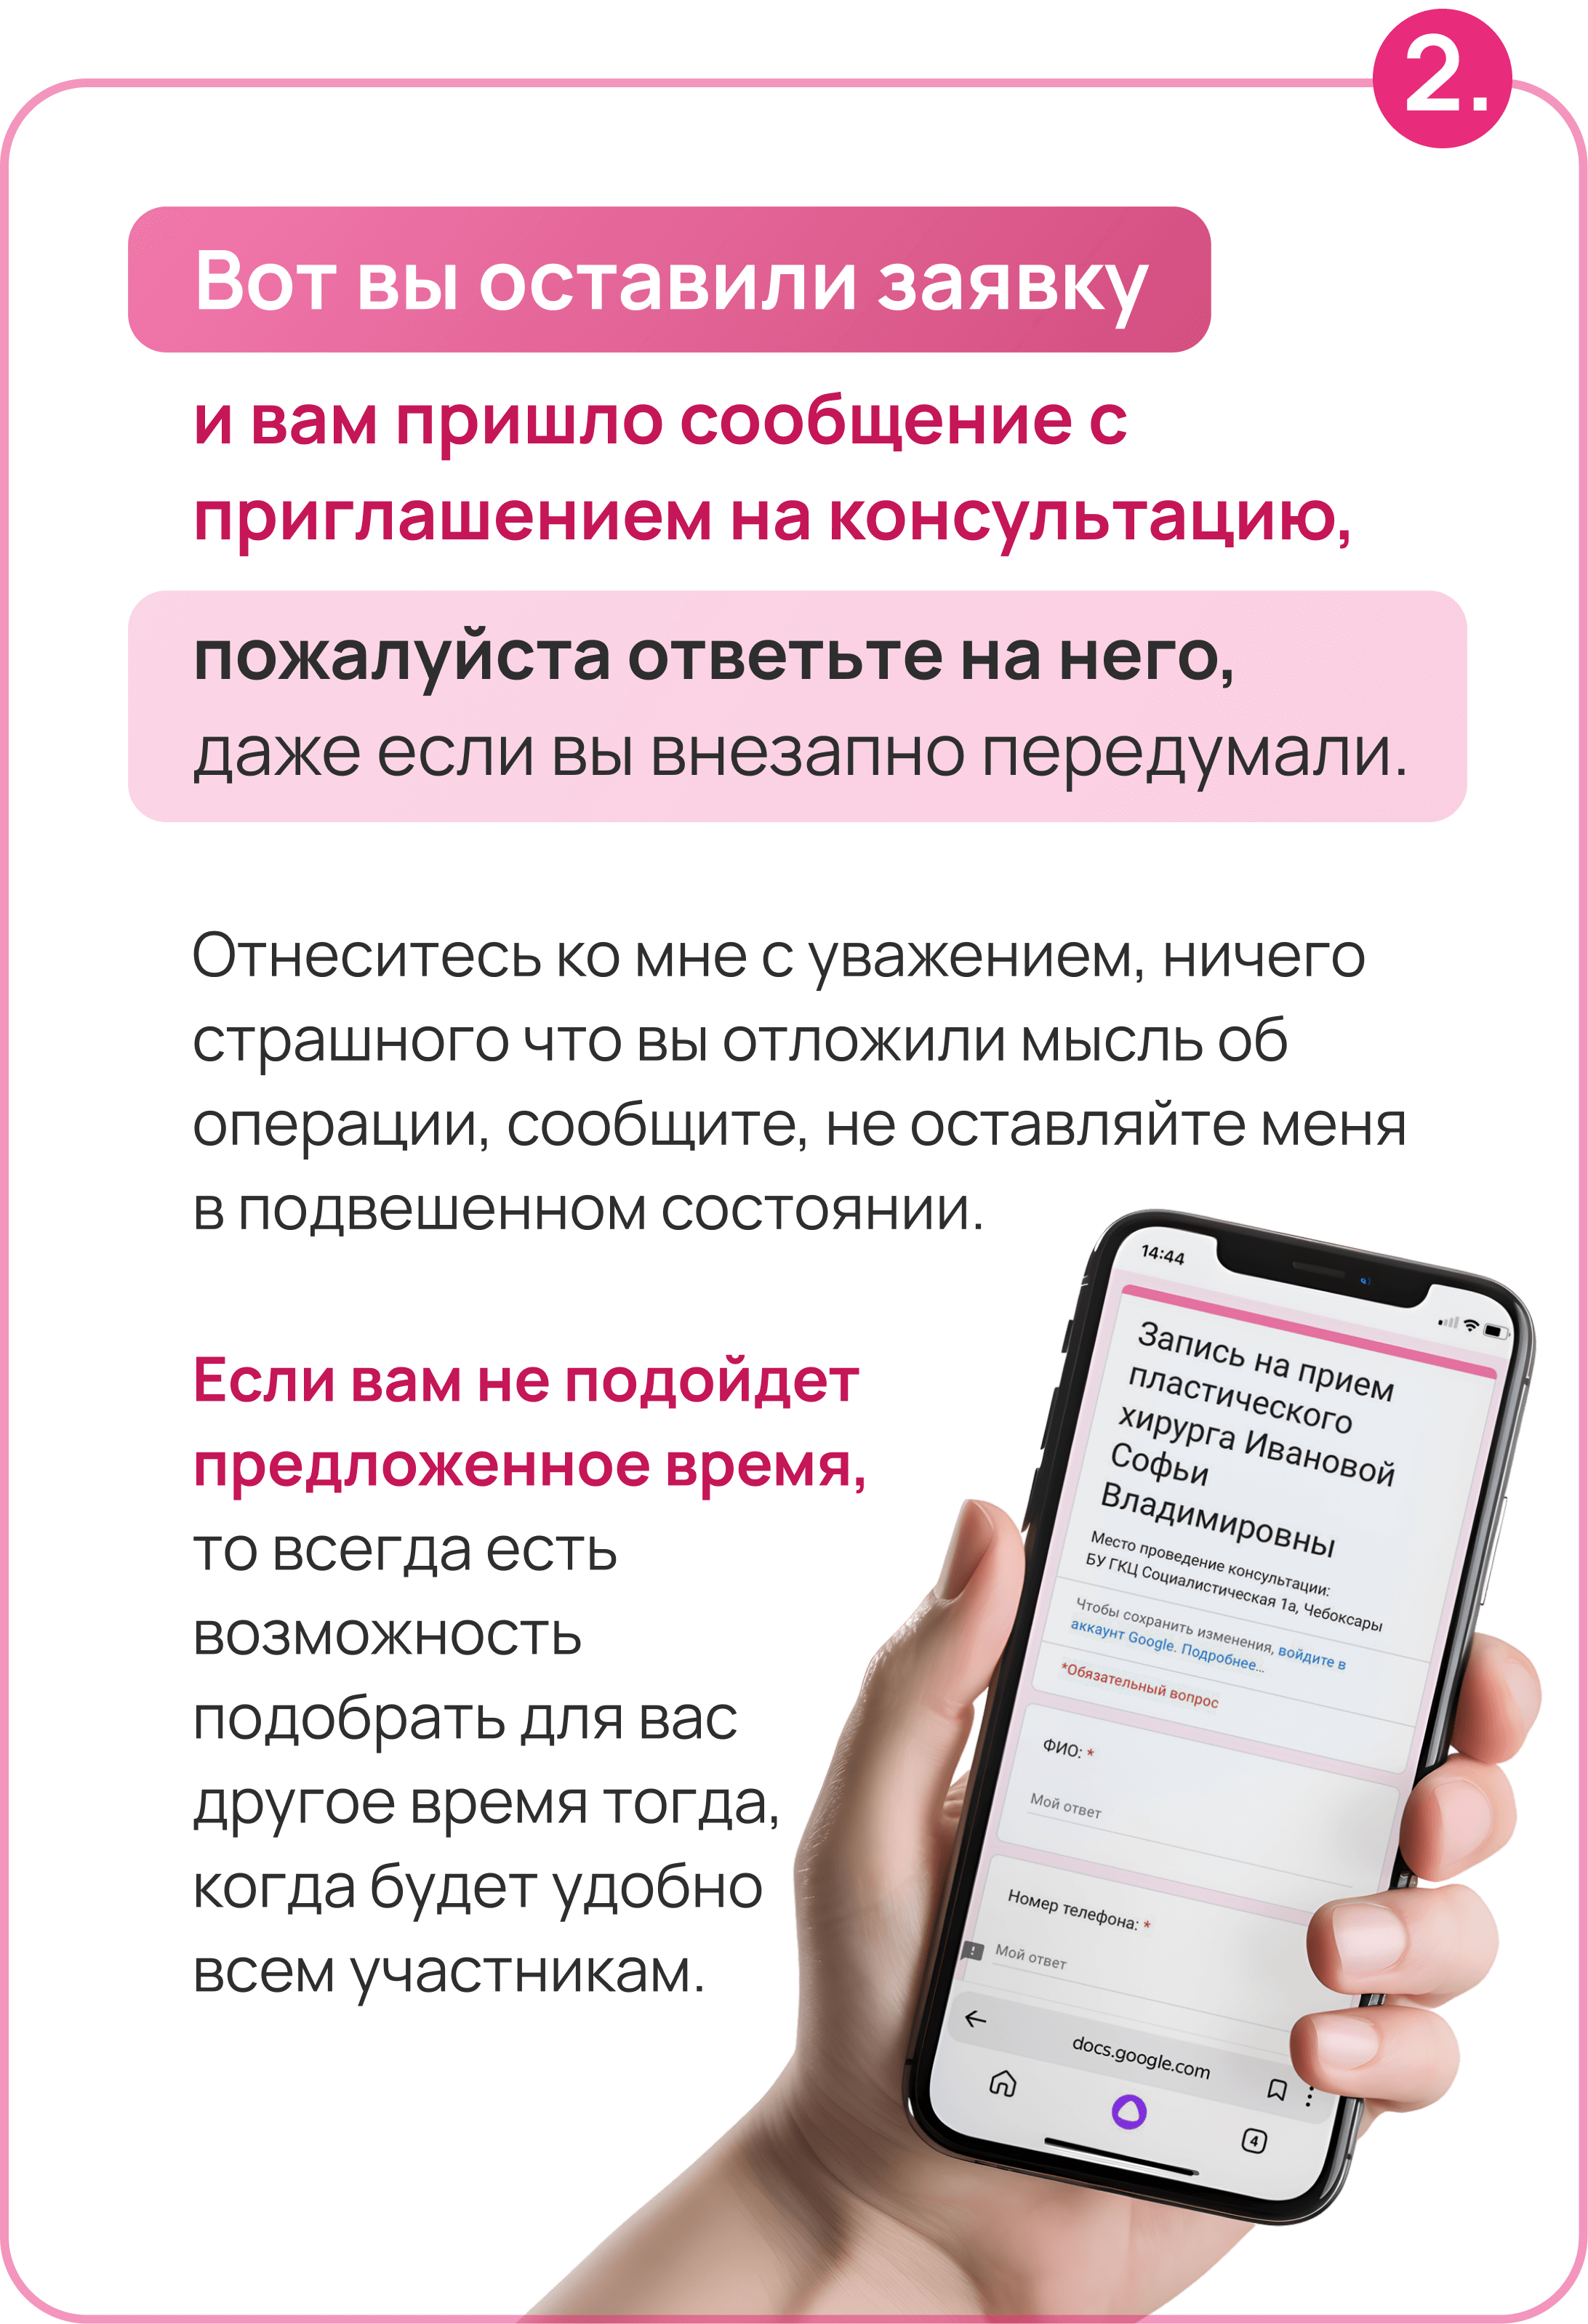 2.
Вот вы оставили заявку
и вам пришло сообщение с
приглашением на консультацию,
пожалуйста ответьте на него,
даже если вы внезапно передумали.
Отнеситесь ко мне с уважением, ничего
страшного что вы отложили мысль об
операции, сообщите, не оставляйте меня
в подвешенном состоянии.
Если вам не подойдет
предложенное время,
то всегда есть
возможность
подобрать для вас
другое время тогда,
когда будет удобно
всем участникам.
14:44
Запись на прием
пластического
хирурга Ивановой
Софьи
Владимировны
Место проведение консультации:
БУ ГКЦ Социалистическая 1а, Чебоксары
Чтобы сохранить изменения, войдите в
аккаунт Google. Подробнее...
*Обязательный вопрос
ФИО: *
Мой ответ
Номер телефона: *
Мой ответ
docs.google.com
4